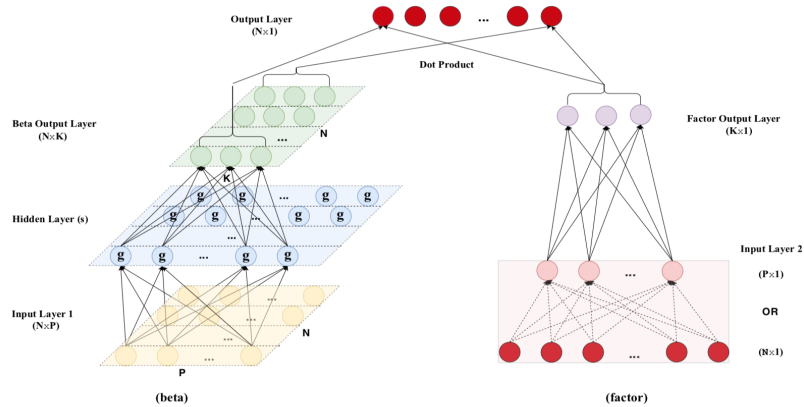 Output Layer
(N×1)
...
Dot Product
Beta Output Layer
(N×K)
...
N
K
Factor Output Layer
(K×1)
Hidden Layer (s)
g g ... g g
g g ... g g
...
g g ... g g
Input Layer 2
(P×1)
...
OR
(N×1)
...
Input Layer 1
(N×P)
...
...
...
...
N
P
(beta)
(factor)